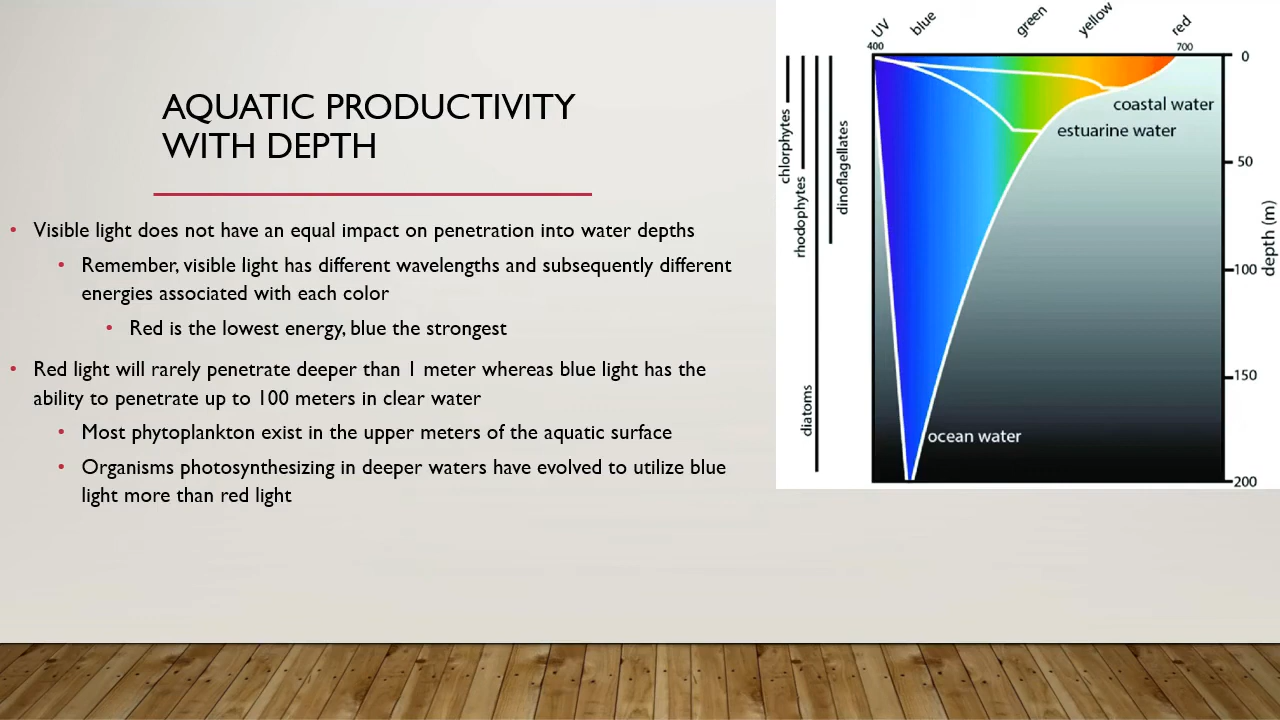 AQUATIC PRODUCTIVITY
WITH DEPTH
• Visible light does not have an equal impact on penetration into water depths
• Remember, visible light has different wavelengths and subsequently different
energies associated with each color
• Red is the lowest energy, blue the strongest
• Red light will rarely penetrate deeper than 1 meter whereas blue light has the
ability to penetrate up to 100 meters in clear water
• Most phytoplankton exist in the upper meters of the aquatic surface
• Organisms photosynthesizing in deeper waters have evolved to utilize blue
light more than red light
UV
blue
green
yellow
red
400
700
0
50
100
150
200
depth (m)
coastal water
estuarine water
ocean water
chlorphytes
rhodophytes
dinoflagellates
diatoms